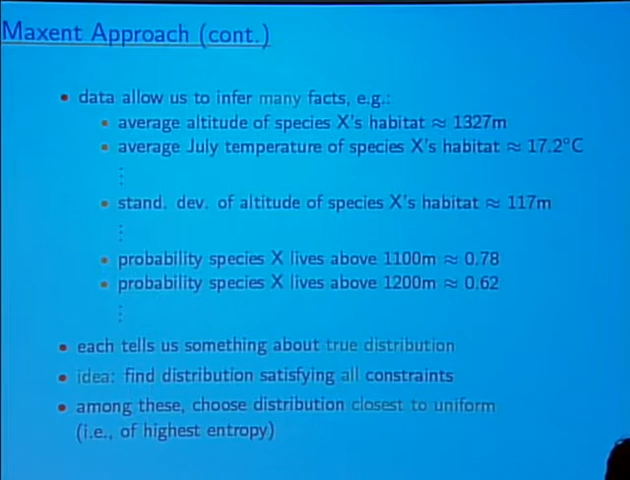 Maxent Approach (cont.)
• data allow us to infer many facts, e.g.:
• average altitude of species X's habitat ≈ 1327m
• average July temperature of species X's habitat ≈ 17.2°C
⋮
• stand. dev. of altitude of species X's habitat ≈ 117m
⋮
• probability species X lives above 1100m ≈ 0.78
• probability species X lives above 1200m ≈ 0.62
⋮
• each tells us something about true distribution
• idea: find distribution satisfying all constraints
• among these, choose distribution closest to uniform
(i.e., of highest entropy)